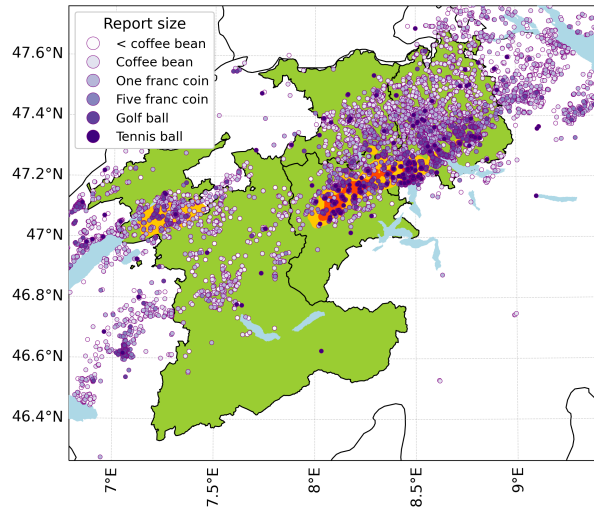 Report size
< coffee bean
Coffee bean
One franc coin
Five franc coin
Golf ball
Tennis ball
47.6°N
47.4°N
47.2°N
47°N
46.8°N
46.6°N
46.4°N
7°E
7.5°E
8°E
8.5°E
9°E